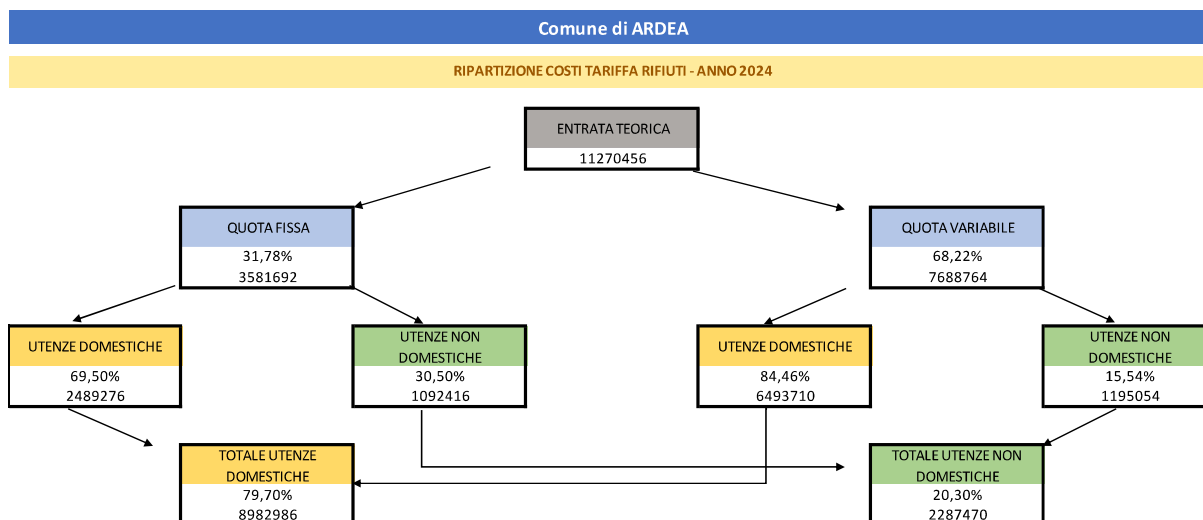 Comune di ARDEA
RIPARTIZIONE COSTI TARIFFA RIFIUTI - ANNO 2024
ENTRATA TEORICA
11270456
QUOTA FISSA
31,78%
3581692
QUOTA VARIABILE
68,22%
7688764
UTENZE DOMESTICHE
69,50%
2489276
UTENZE NON
DOMESTICHE
30,50%
1092416
UTENZE DOMESTICHE
84,46%
6493710
UTENZE NON
DOMESTICHE
15,54%
1195054
TOTALE UTENZE
DOMESTICHE
79,70%
8982986
TOTALE UTENZE NON
DOMESTICHE
20,30%
2287470